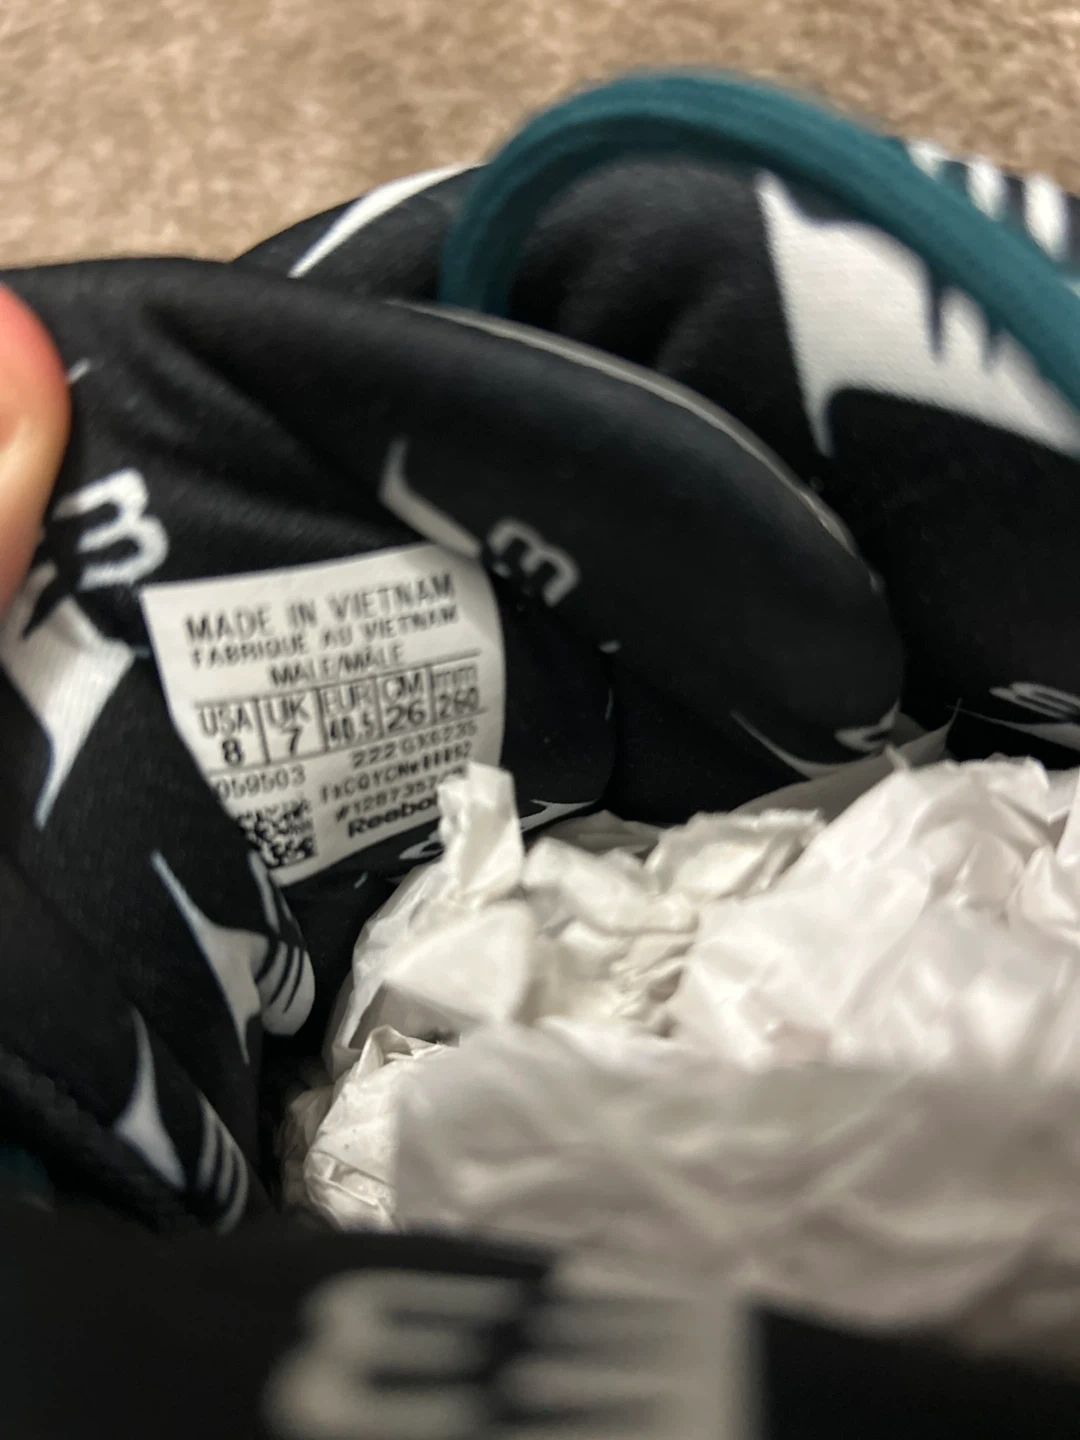 MADE IN VIETNAM
FABRIQUE AU VIETNAM
MALE/MÂLE
USA UK EUR CM mm
8 7 40.5 26 260
222 GX6235
059503
Reebok